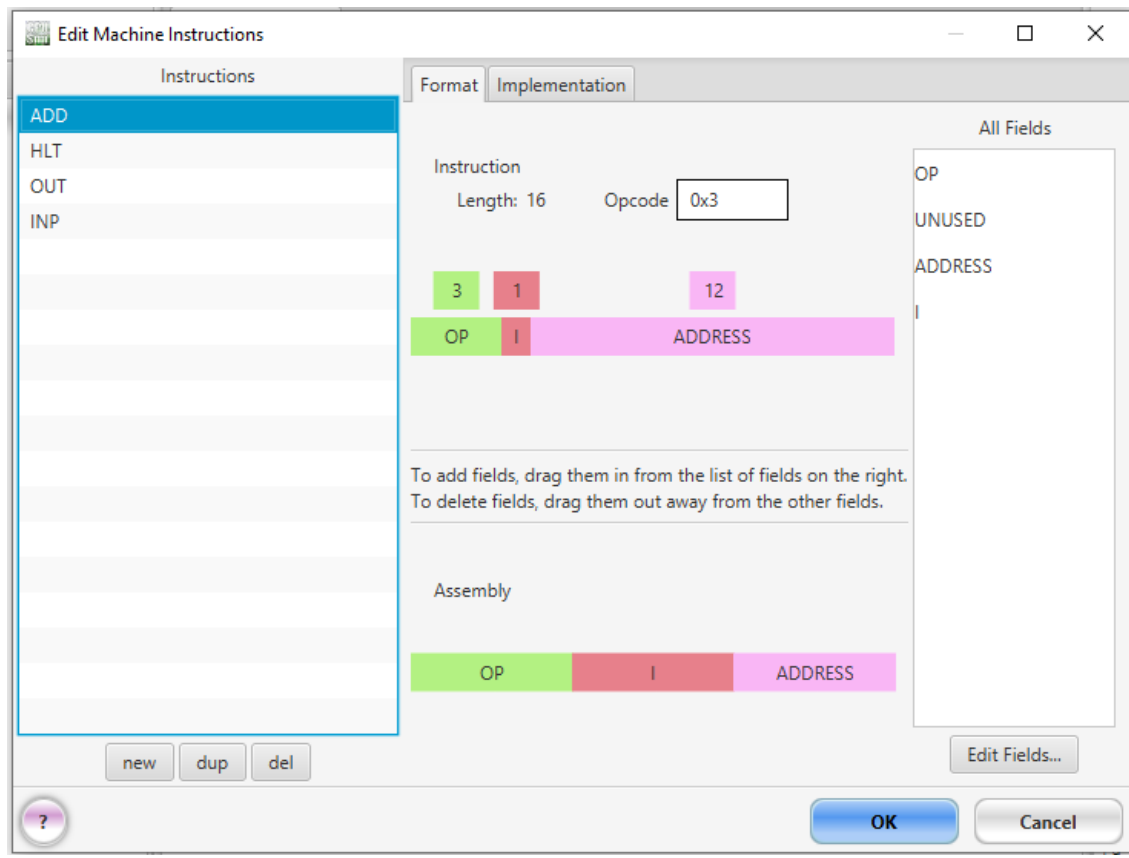 Edit Machine Instructions
Instructions
ADD
HLT
OUT
INP
new dup del
Format Implementation
Instruction
Length: 16 Opcode 0x3
3 1 12
OP I ADDRESS
To add fields, drag them in from the list of fields on the right.
To delete fields, drag them out away from the other fields.
Assembly
OP I ADDRESS
All Fields
OP
UNUSED
ADDRESS
I
Edit Fields...
?
OK Cancel